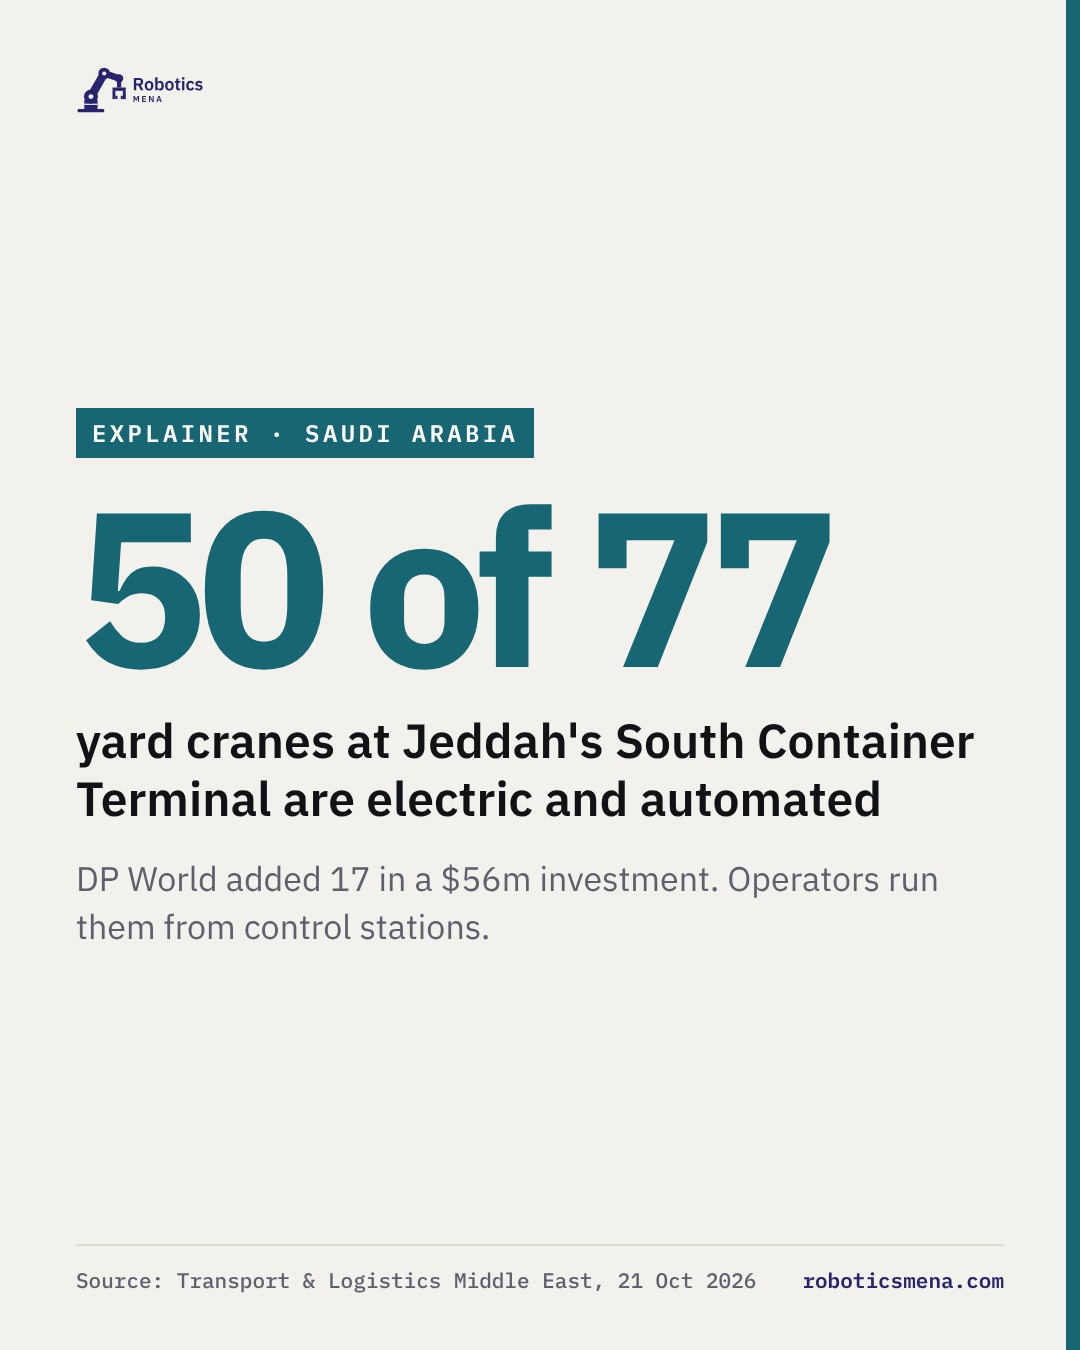 Robotics
MENA
EXPLAINER · SAUDI ARABIA
50 of 77
yard cranes at Jeddah's South Container
Terminal are electric and automated
DP World added 17 in a $56m investment. Operators run
them from control stations.
Source: Transport & Logistics Middle East, 21 Oct 2026
roboticsmena.com